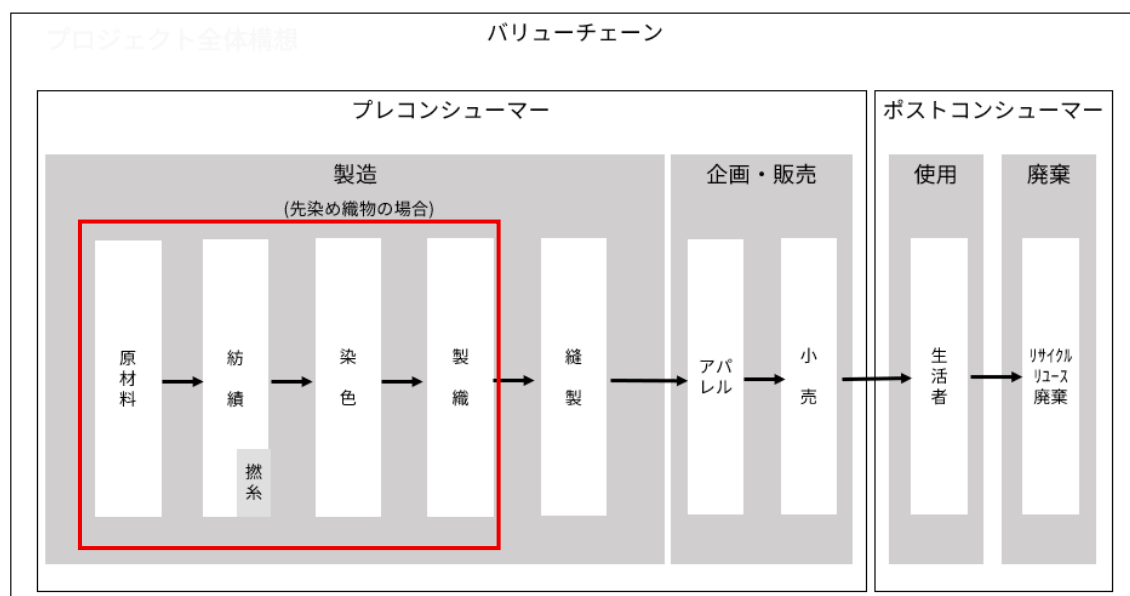 プロジェクト全体構想
バリューチェーン
プレコンシューマー
ポストコンシューマー
製造
(先染め織物の場合)
企画・販売
使用
廃棄
原材料
紡績
撚糸
染色
製織
縫製
アパ
レル
小売
生活者
リサイクル
リユース
廃棄